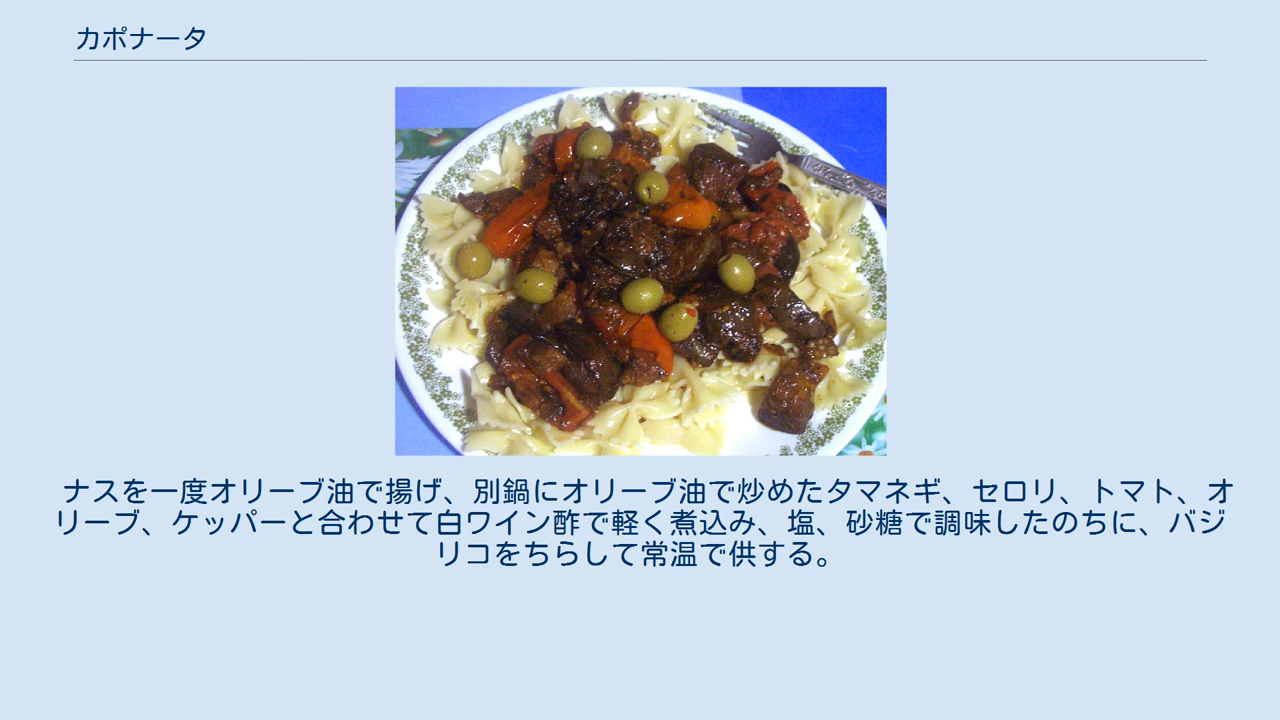 カポナータ
ナスを一度オリーブ油で揚げ、別鍋にオリーブ油で炒めたタマネギ、セロリ、トマト、オ
リーブ、ケッパーと合わせて白ワイン酢で軽く煮込み、塩、砂糖で調味したのちに、バジ
リコをちらして常温で供する。